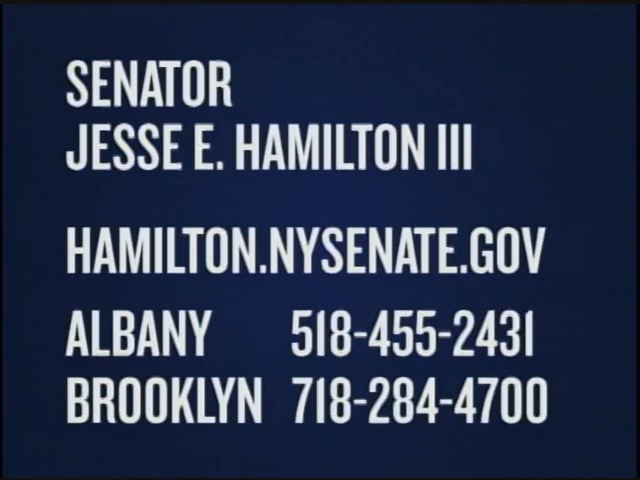 SENATOR
JESSE E. HAMILTON III
HAMILTON.NYSENATE.GOV
ALBANY 518-455-2431
BROOKLYN 718-284-4700